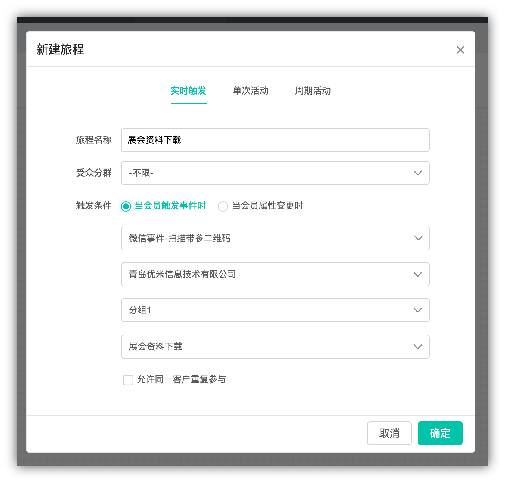 新建旅程
实时触发 单次活动 周期活动
旅程名称 展会资料下载
受众分群 -不限-
触发条件 当会员触发事件时 当会员属性变更时
微信事件-扫描带参二维码
青岛优米信息技术有限公司
分组1
展会资料下载
允许同一客户重复参与
取消 确定